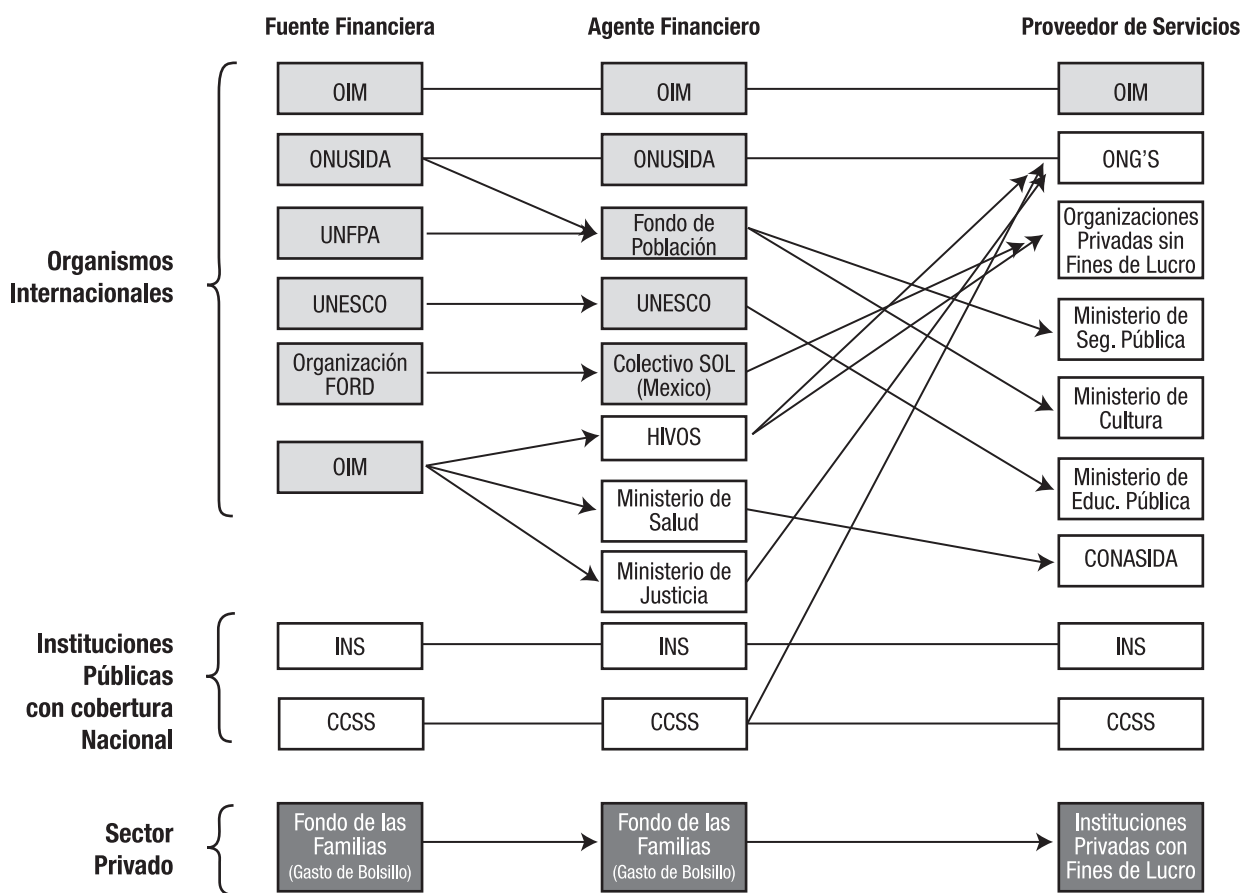 Fuente Financiera
Agente Financiero
Proveedor de Servicios
Organismos
Internacionales
OIM
OIM
OIM
ONUSIDA
ONUSIDA
ONG'S
UNFPA
Fondo de
Población
Organizaciones
Privadas sin
Fines de Lucro
UNESCO
UNESCO
Ministerio de
Seg. Pública
Organización
FORD
Colectivo SOL
(Mexico)
Ministerio de
Cultura
OIM
HIVOS
Ministerio de
Salud
Ministerio de
Educ. Pública
Ministerio de
Justicia
CONASIDA
Instituciones
Públicas
con cobertura
Nacional
INS
INS
INS
CCSS
CCSS
CCSS
Sector
Privado
Fondo de las
Familias
(Gasto de Bolsillo)
Fondo de las
Familias
(Gasto de Bolsillo)
Instituciones
Privadas con
Fines de Lucro